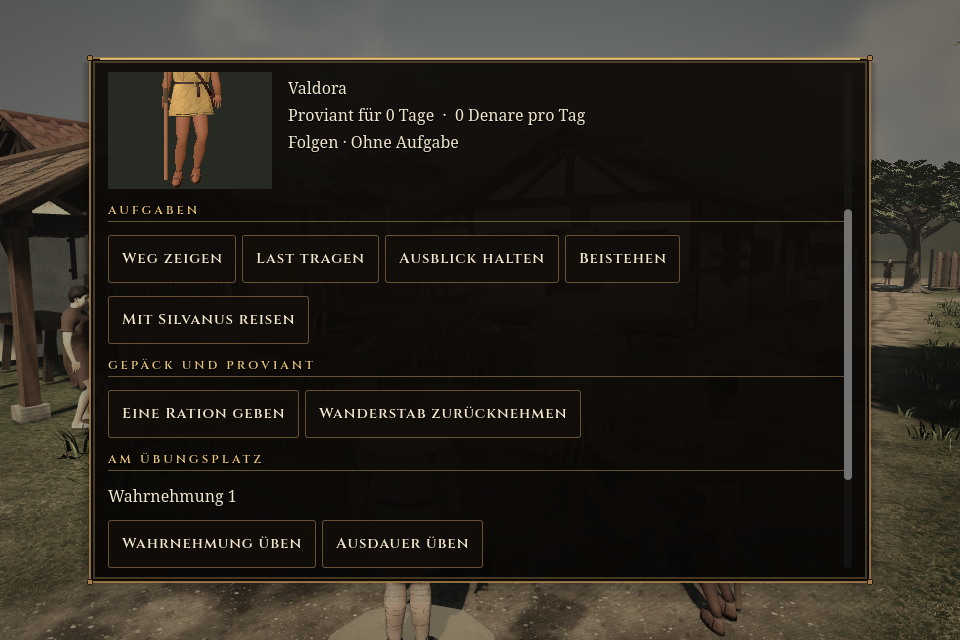 Valdora
Proviant für 0 Tage · 0 Denare pro Tag
Folgen · Ohne Aufgabe
AUFGABEN
WEG ZEIGEN LAST TRAGEN AUSBLICK HALTEN BEISTEHEN
MIT SILVANUS REISEN
GEPÄCK UND PROVIANT
EINE RATION GEBEN WANDERSTAB ZURÜCKNEHMEN
AM ÜBUNGSPLATZ
Wahrnehmung 1
WAHRNEHMUNG ÜBEN AUSDAUER ÜBEN